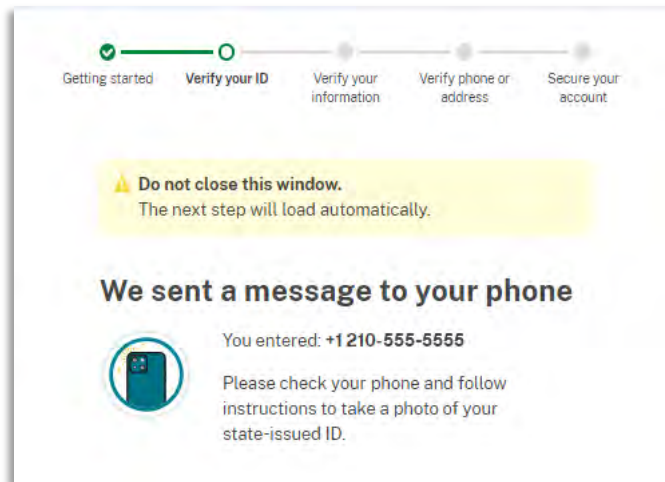 Getting started
Verify your ID
Verify your
information
Verify phone or
address
Secure your
account
Do not close this window.
The next step will load automatically.
We sent a message to your phone
You entered: +1 210-555-5555
Please check your phone and follow
instructions to take a photo of your
state-issued ID.